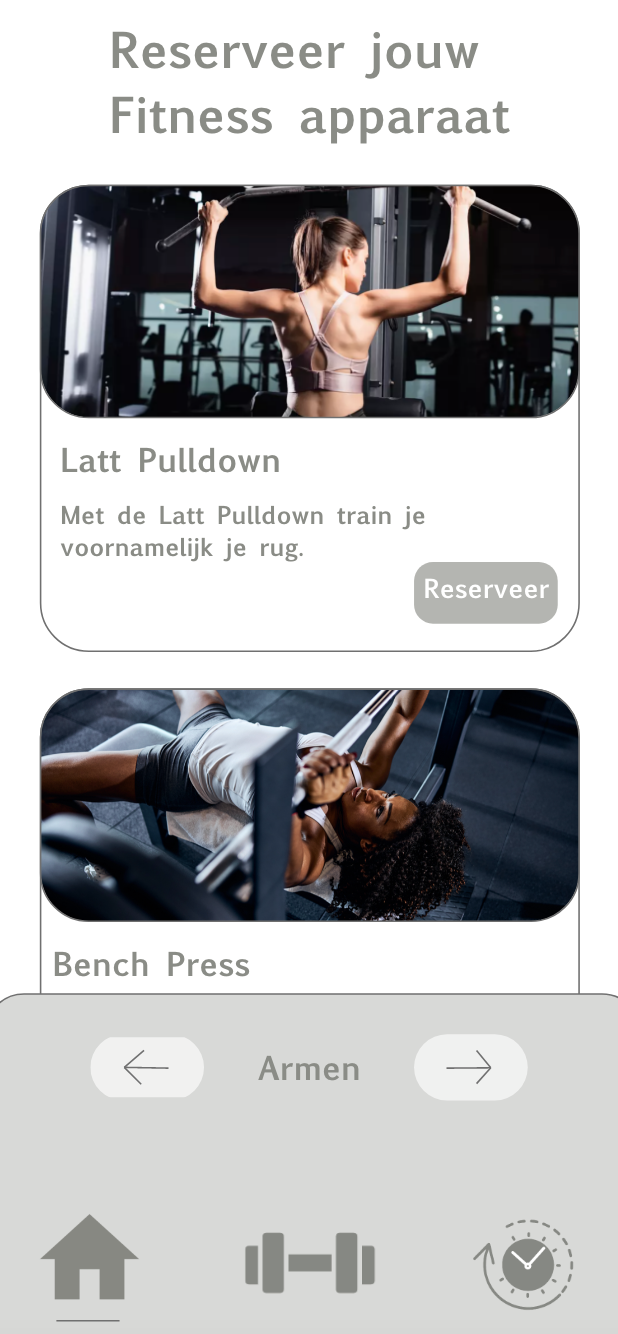 Reserveer jouw
Fitness apparaat
Latt Pulldown
Met de Latt Pulldown train je
voornamelijk je rug.
Reserveer
Bench Press
Armen